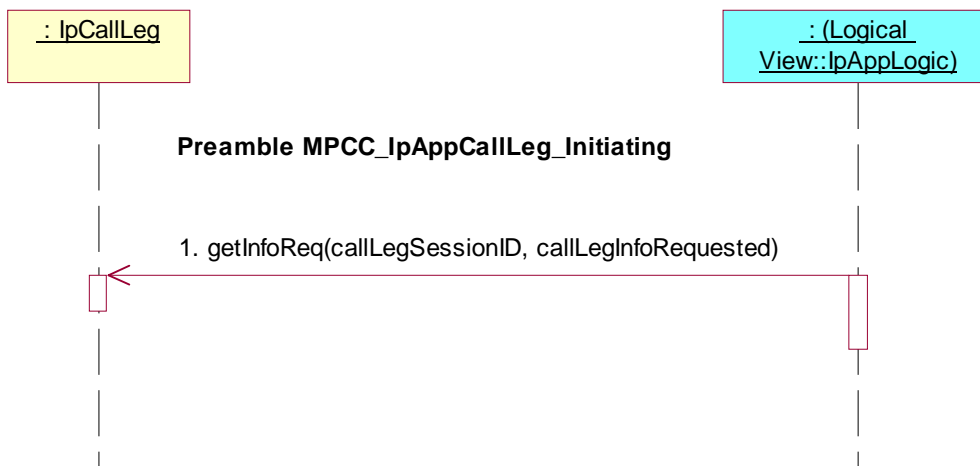 : IpCallLeg
: (Logical
View::IpAppLogic)
Preamble MPCC_IpAppCallLeg_Initiating
1. getInfoReq(callLegSessionID, callLegInfoRequested)